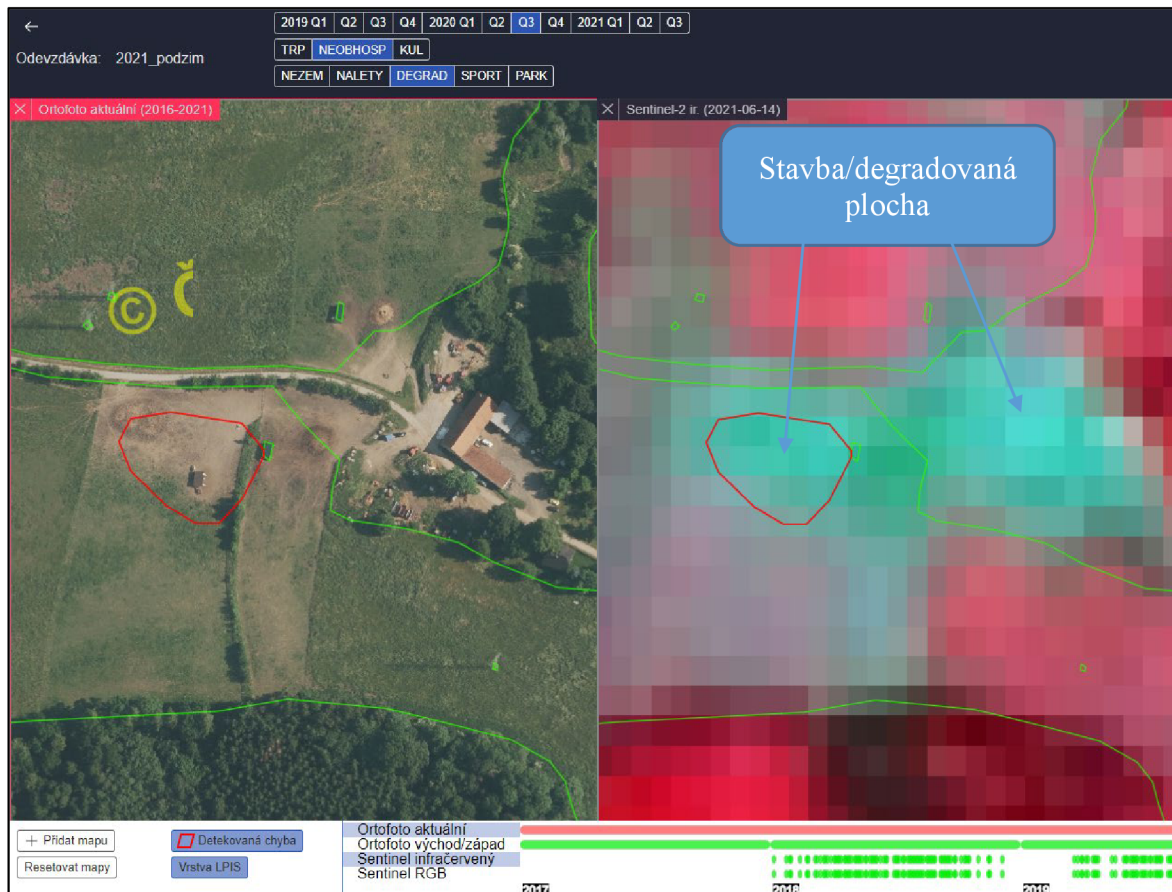 ←
2019 Q1 Q2 Q3 Q4 2020 Q1 Q2 Q3 Q4 2021 Q1 Q2 Q3
Odevzdávka: 2021_podzim
TRP NEOBHOSP KUL
NEZEM NALETY DEGRAD SPORT PARK
× Ortofoto aktuální (2016-2021)
× Sentinel-2 ir. (2021-06-14)
Stavba/degradovaná
plocha
© Č
+ Přidat mapu
Detekovaná chyba
Resetovat mapy
Vrstva LPIS
Ortofoto aktuální
Ortofoto východ/západ
Sentinel infračervený
Sentinel RGB
2017 2018 2019